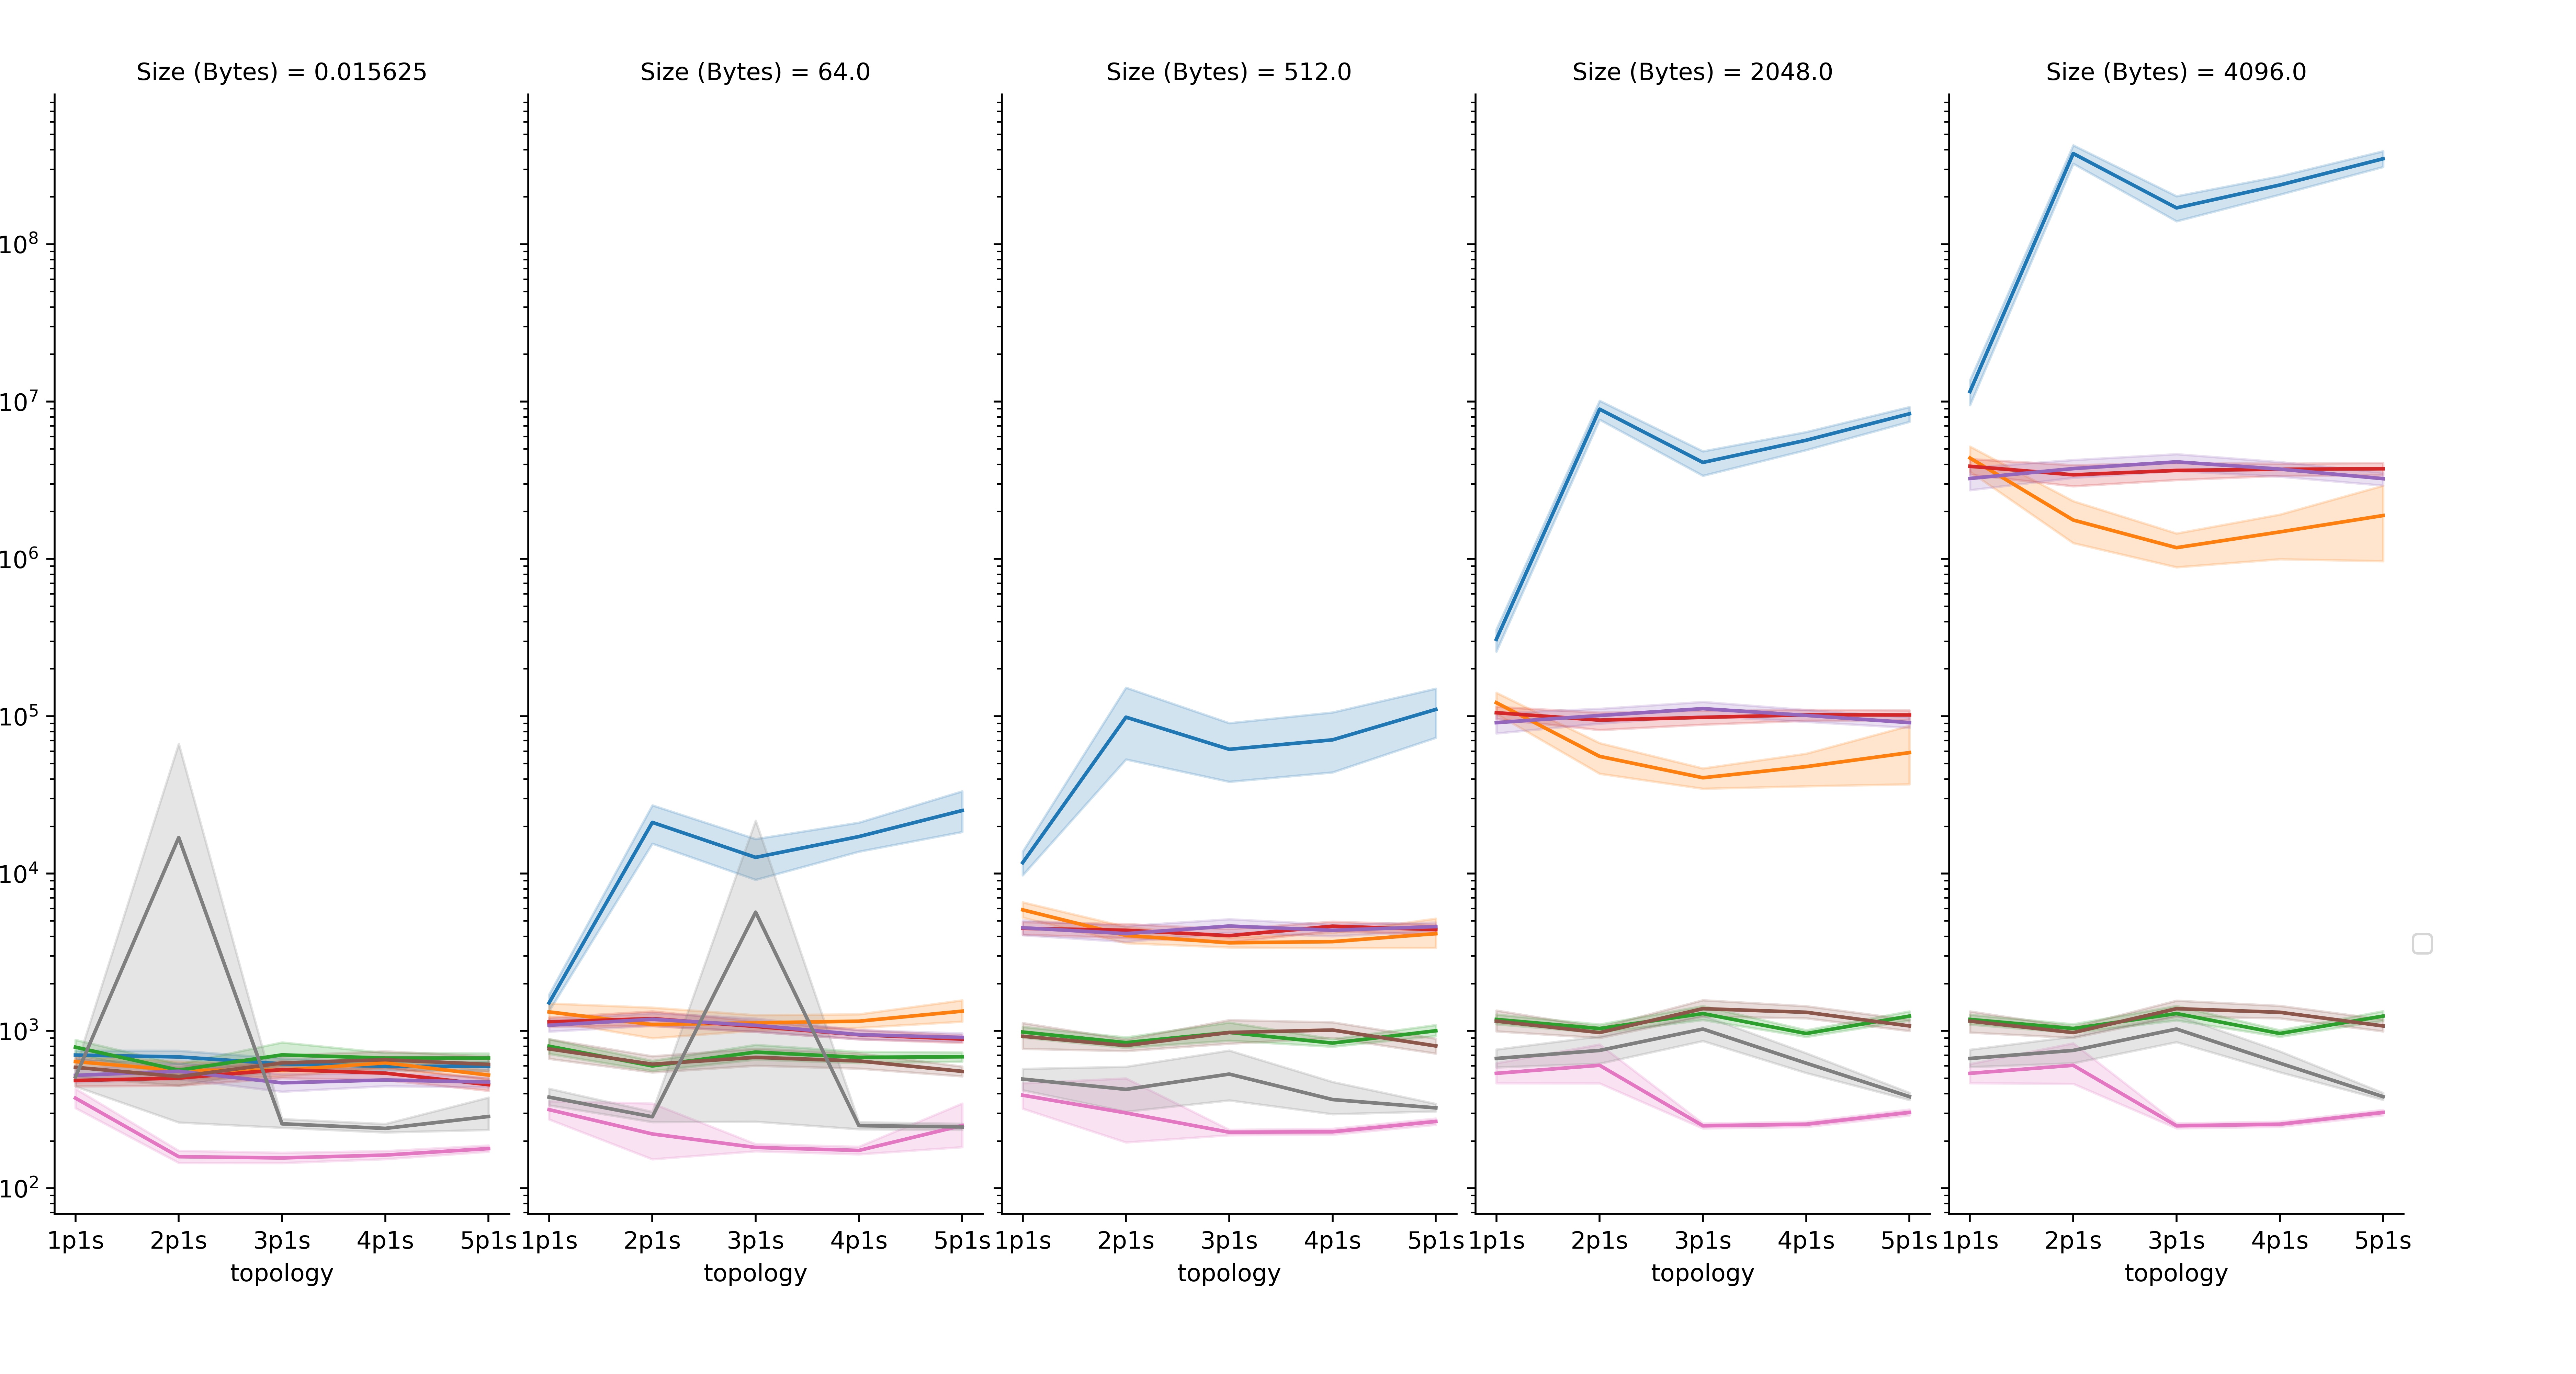 Size (Bytes) = 0.015625
Size (Bytes) = 64.0
Size (Bytes) = 512.0
Size (Bytes) = 2048.0
Size (Bytes) = 4096.0
10⁸
10⁷
10⁶
10⁵
10⁴
10³
10²
1p1s 2p1s 3p1s 4p1s 5p1s
1p1s 2p1s 3p1s 4p1s 5p1s
1p1s 2p1s 3p1s 4p1s 5p1s
1p1s 2p1s 3p1s 4p1s 5p1s
1p1s 2p1s 3p1s 4p1s 5p1s
topology
topology
topology
topology
topology